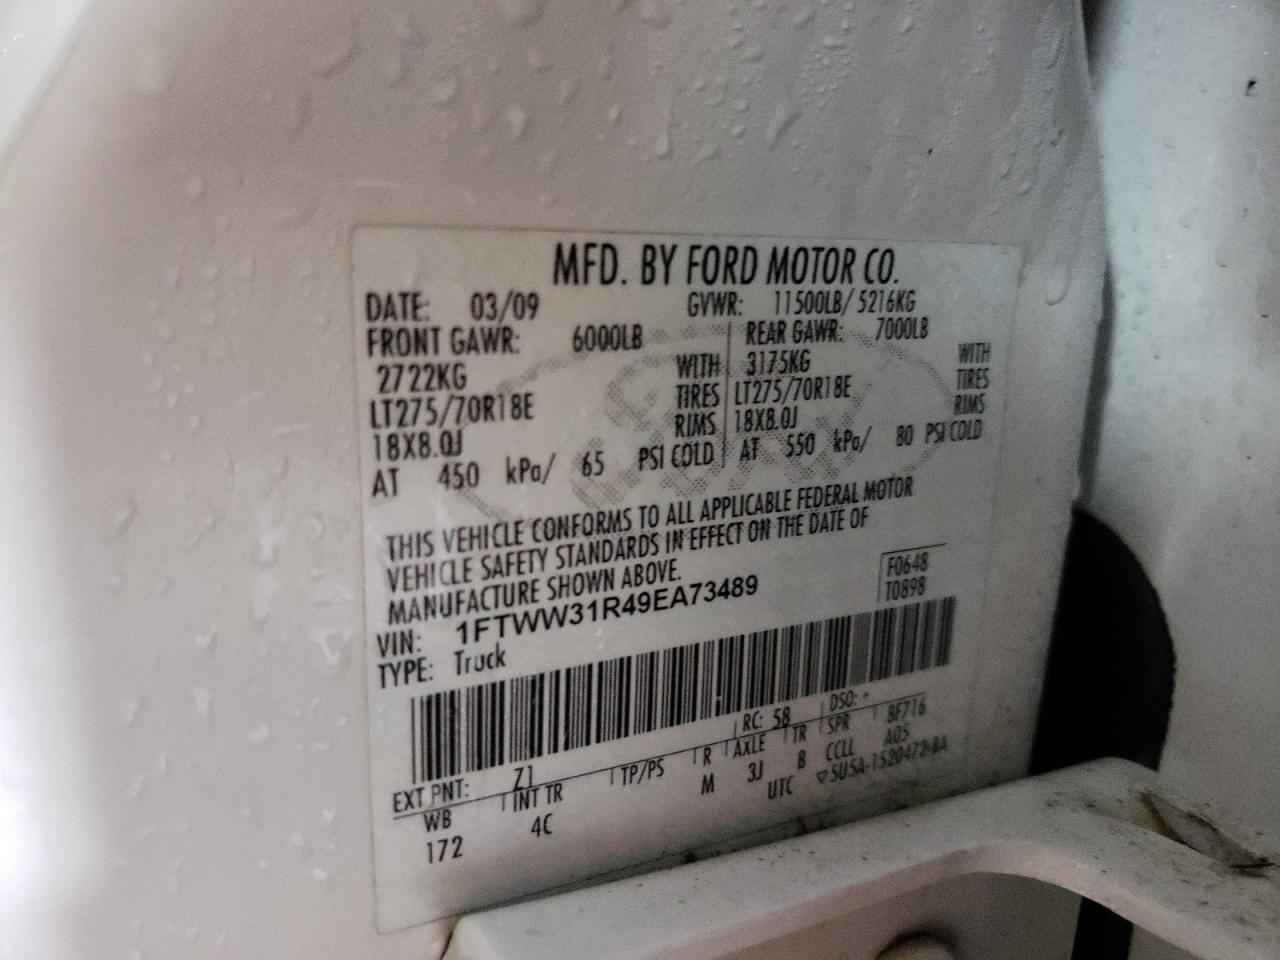 MFD. BY FORD MOTOR CO.
DATE: 03/09 GVWR: 11500LB/ 5216KG
FRONT GAWR: 6000LB REAR GAWR: 7000LB
2722KG WITH 3175KG WITH
LT275/70R18E TIRES LT275/70R18E TIRES
18X8.0J RIMS 18X8.0J RIMS
AT 450 kPa/ 65 PSI COLD AT 550 kPa/ 80 PSI COLD
THIS VEHICLE CONFORMS TO ALL APPLICABLE FEDERAL MOTOR
VEHICLE SAFETY STANDARDS IN EFFECT ON THE DATE OF
MANUFACTURE SHOWN ABOVE.
F0648
VIN: 1FTWW31R49EA73489 T0898
TYPE: Truck
EXT PNT: Z1 RC: 58 DSO: -
WB INT TR TP/PS R AXLE TR SPR 8F716
172 4C M 3J B CCLL A05
UTC ▽SU5A-1520472-BA